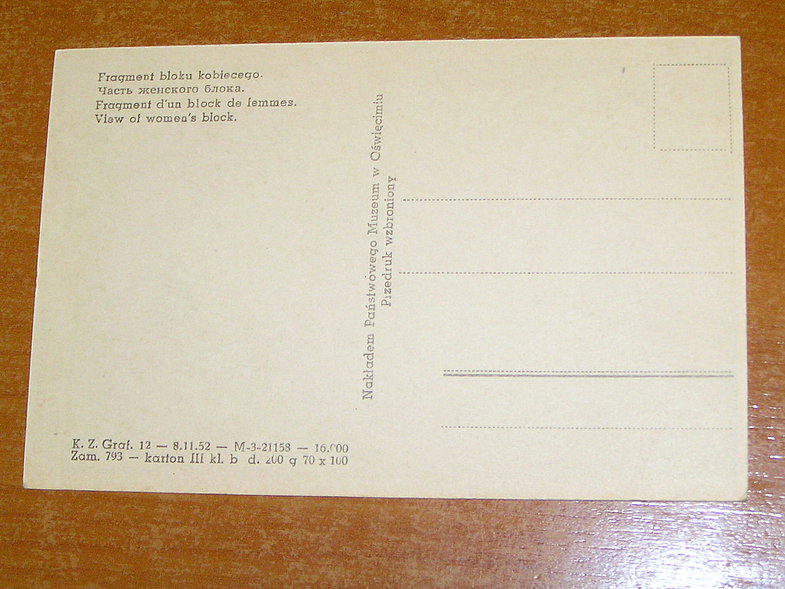 Fragment bloku kobiecego.
Часть женского блока.
Fragment d'un block de femmes.
View of women's block.
Nakładem Państwowego Muzeum w Oświęcimiu
Przedruk wzbroniony
K. Z. Graf. 12 — 8.11.52 — M-3-21158 — 16.000
Zam. 793 — karton III kl. b d. 200 g 70 x 100